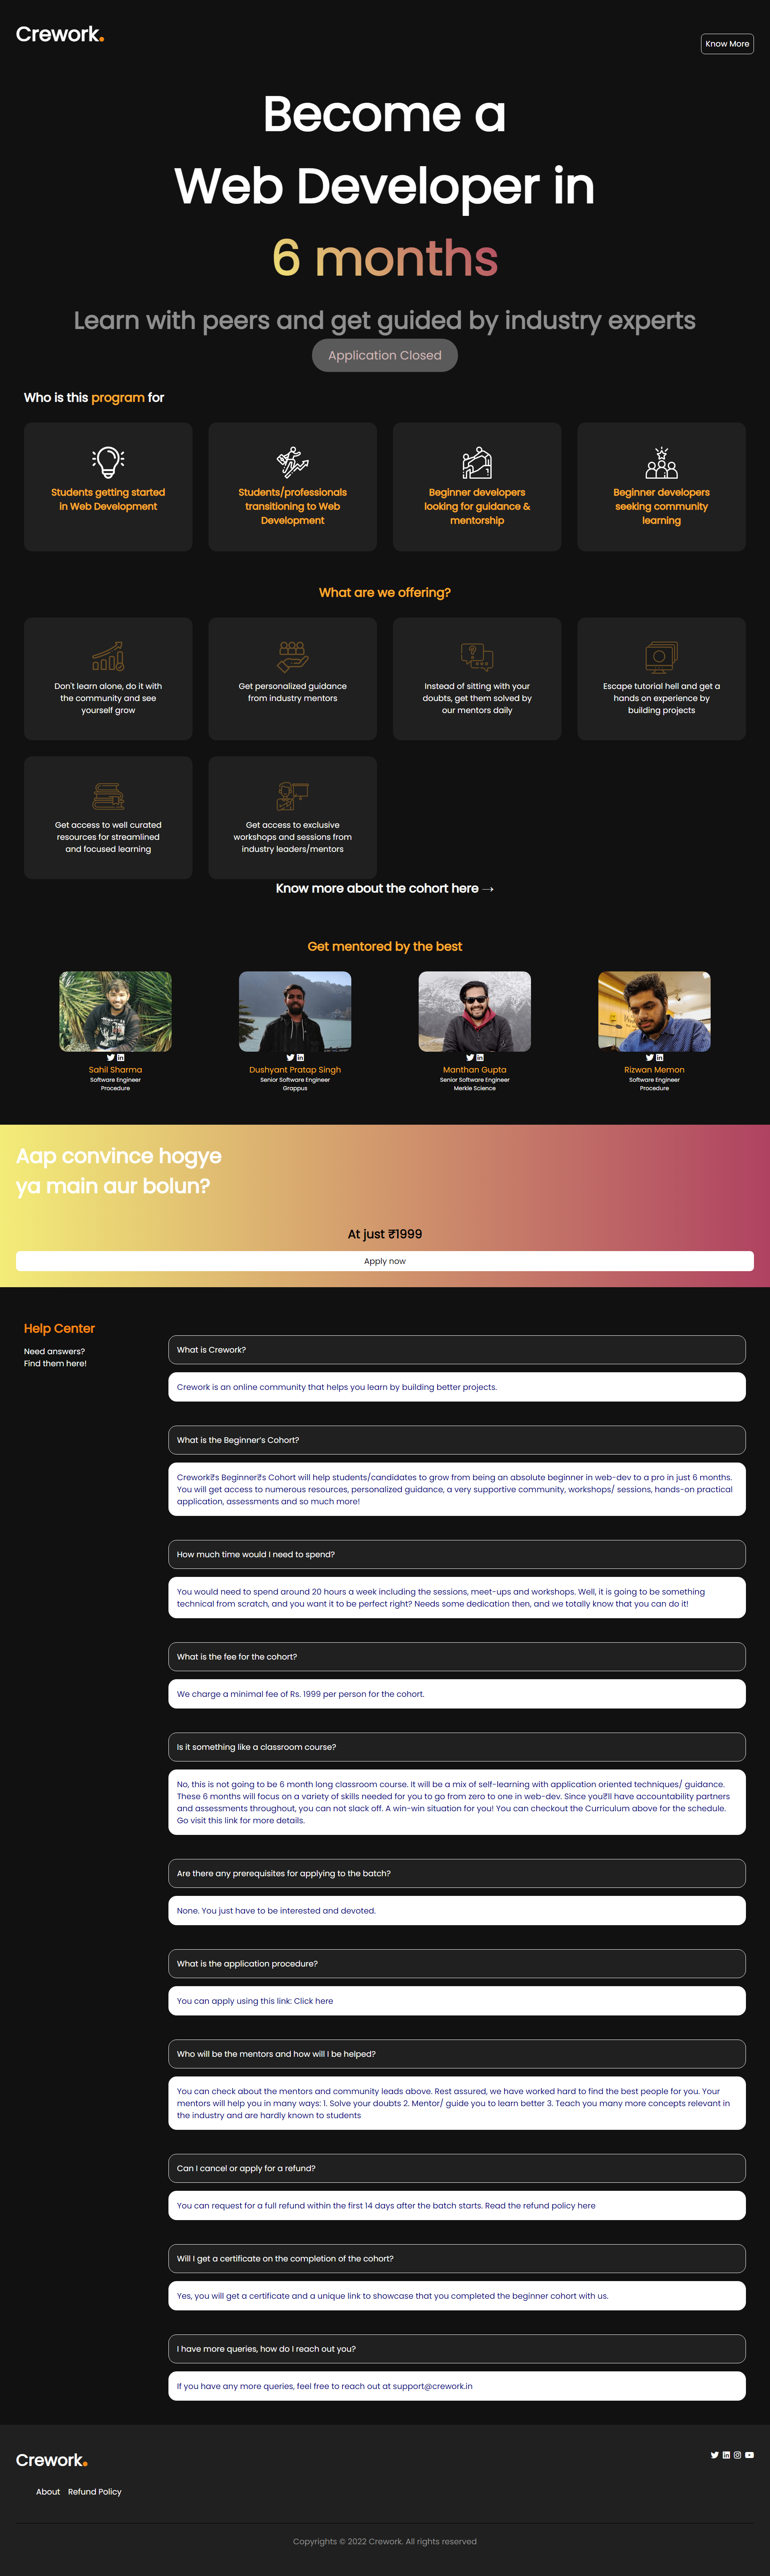 Crework.
Know More
Become a
Web Developer in
6 months
Learn with peers and get guided by industry experts
Application Closed
Who is this program for
Students getting started
in Web Development
Students/professionals
transitioning to Web
Development
Beginner developers
looking for guidance &
mentorship
Beginner developers
seeking community
learning
What are we offering?
Don't learn alone, do it with
the community and see
yourself grow
Get personalized guidance
from industry mentors
Instead of sitting with your
doubts, get them solved by
our mentors daily
Escape tutorial hell and get a
hands on experience by
building projects
Get access to well curated
resources for streamlined
and focused learning
Get access to exclusive
workshops and sessions from
industry leaders/mentors
Know more about the cohort here →
Get mentored by the best
Sahil Sharma
Software Engineer
Procedure
Dushyant Pratap Singh
Senior Software Engineer
Grappus
Manthan Gupta
Senior Software Engineer
Merkle Science
Rizwan Memon
Software Engineer
Procedure
Aap convince hogye
ya main aur bolun?
At just ₹1999
Apply now
Help Center
Need answers?
Find them here!
What is Crework?
Crework is an online community that helps you learn by building better projects.
What is the Beginner's Cohort?
Crework₹s Beginner₹s Cohort will help students/candidates to grow from being an absolute beginner in web-dev to a pro in just 6 months.
You will get access to numerous resources, personalized guidance, a very supportive community, workshops/ sessions, hands-on practical
application, assessments and so much more!
How much time would I need to spend?
You would need to spend around 20 hours a week including the sessions, meet-ups and workshops. Well, it is going to be something
technical from scratch, and you want it to be perfect right? Needs some dedication then, and we totally know that you can do it!
What is the fee for the cohort?
We charge a minimal fee of Rs. 1999 per person for the cohort.
Is it something like a classroom course?
No, this is not going to be 6 month long classroom course. It will be a mix of self-learning with application oriented techniques/ guidance.
These 6 months will focus on a variety of skills needed for you to go from zero to one in web-dev. Since you₹ll have accountability partners
and assessments throughout, you can not slack off. A win-win situation for you! You can checkout the Curriculum above for the schedule.
Go visit this link for more details.
Are there any prerequisites for applying to the batch?
None. You just have to be interested and devoted.
What is the application procedure?
You can apply using this link: Click here
Who will be the mentors and how will I be helped?
You can check about the mentors and community leads above. Rest assured, we have worked hard to find the best people for you. Your
mentors will help you in many ways: 1. Solve your doubts 2. Mentor/ guide you to learn better 3. Teach you many more concepts relevant in
the industry and are hardly known to students
Can I cancel or apply for a refund?
You can request for a full refund within the first 14 days after the batch starts. Read the refund policy here
Will I get a certificate on the completion of the cohort?
Yes, you will get a certificate and a unique link to showcase that you completed the beginner cohort with us.
I have more queries, how do I reach out you?
If you have any more queries, feel free to reach out at support@crework.in
Crework.
About Refund Policy
Copyrights © 2022 Crework. All rights reserved